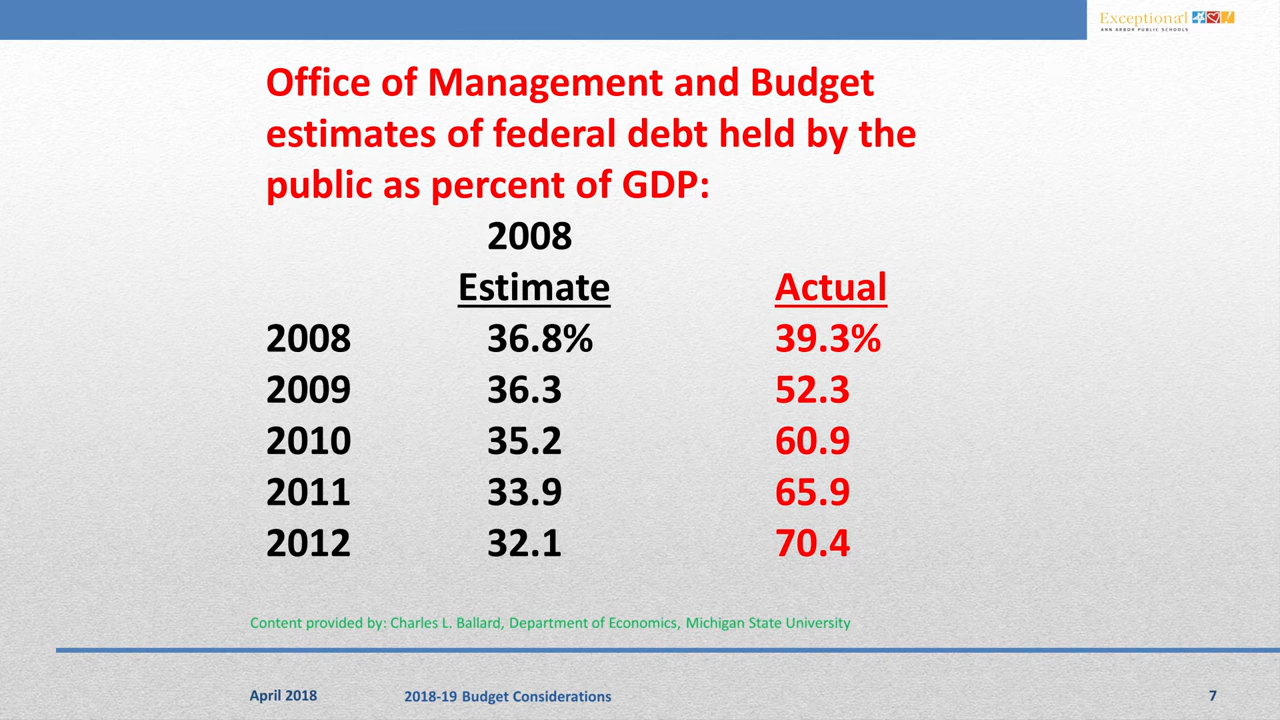 Exceptional
ANN ARBOR PUBLIC SCHOOLS
Office of Management and Budget
estimates of federal debt held by the
public as percent of GDP:
2008
Estimate Actual
2008 36.8% 39.3%
2009 36.3 52.3
2010 35.2 60.9
2011 33.9 65.9
2012 32.1 70.4
Content provided by: Charles L. Ballard, Department of Economics, Michigan State University
April 2018 2018-19 Budget Considerations 7